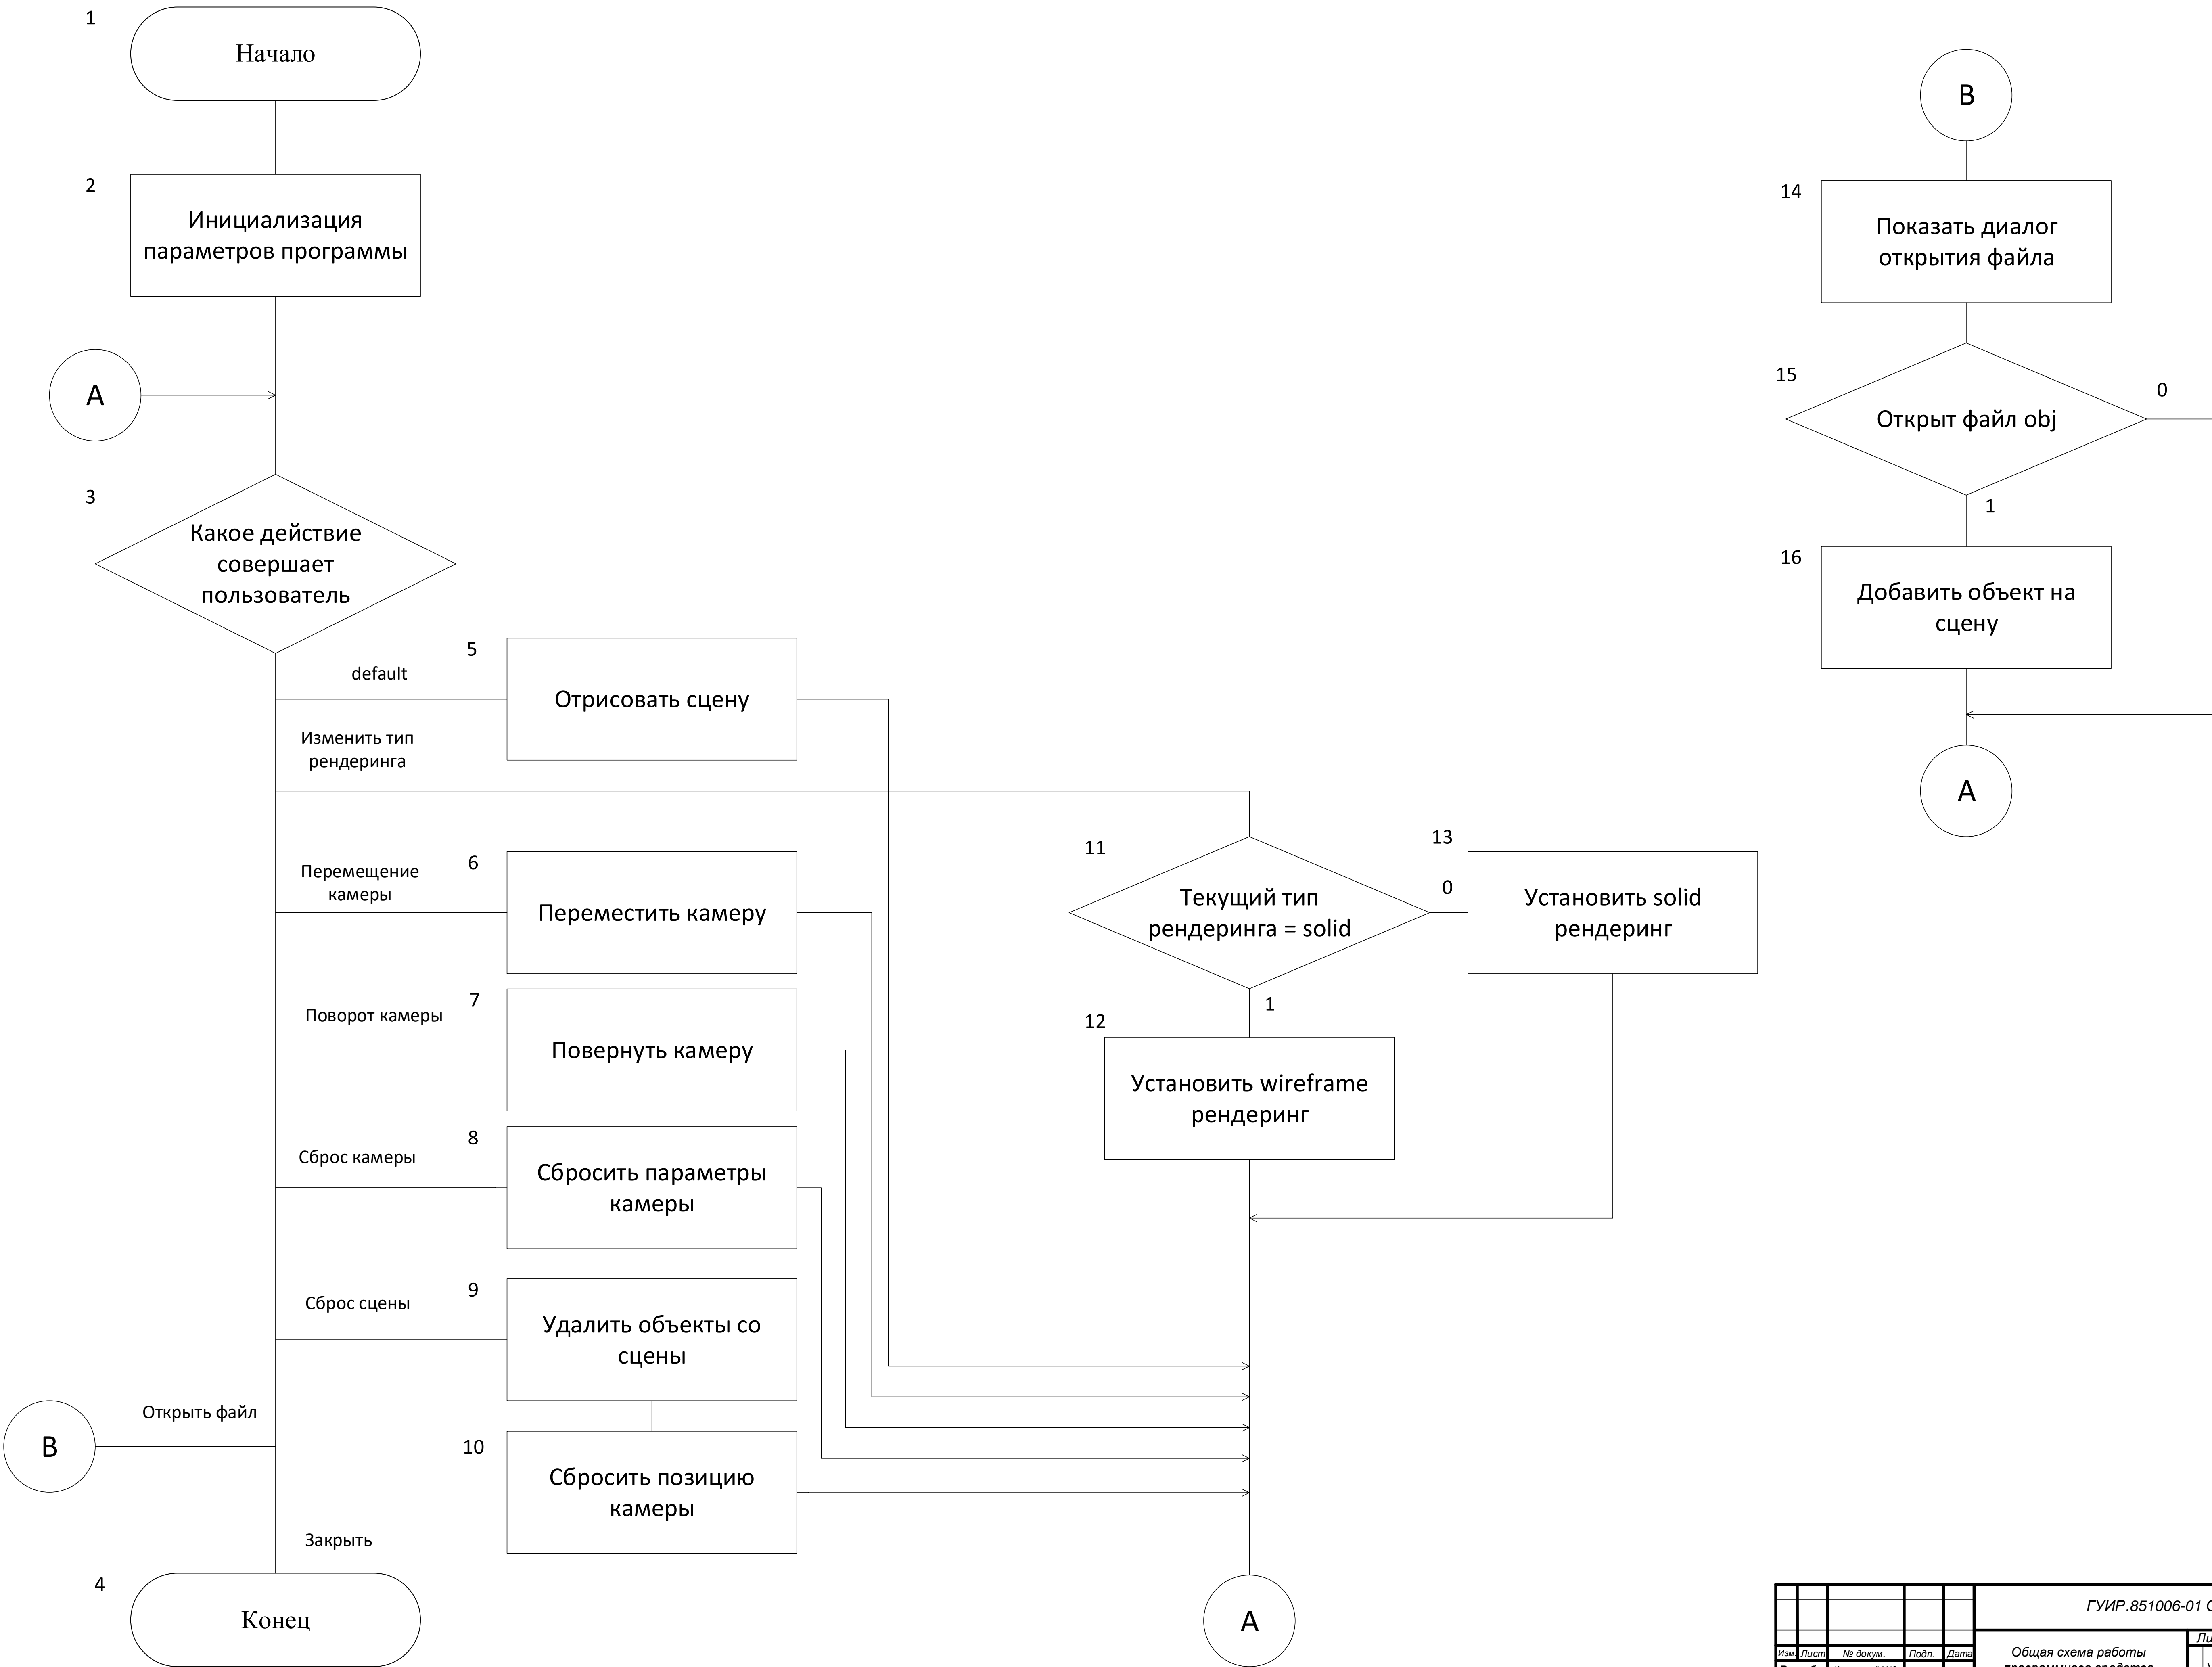 1
Начало
2
Инициализация
параметров программы
A
3
Какое действие
совершает
пользователь
default
5
Отрисовать сцену
Изменить тип
рендеринга
Перемещение
камеры
6
Переместить камеру
Поворот камеры
7
Повернуть камеру
Сброс камеры
8
Сбросить параметры
камеры
Сброс сцены
9
Удалить объекты со
сцены
Открыть файл
B
10
Сбросить позицию
камеры
Закрыть
4
Конец
11
Текущий тип
рендеринга = solid
0
13
Установить solid
рендеринг
1
12
Установить wireframe
рендеринг
A
B
14
Показать диалог
открытия файла
15
Открыт файл obj
0
1
16
Добавить объект на
сцену
A
ГУИР.851006-01
Изм. Лист № докум. Подп. Дата
Общая схема работы